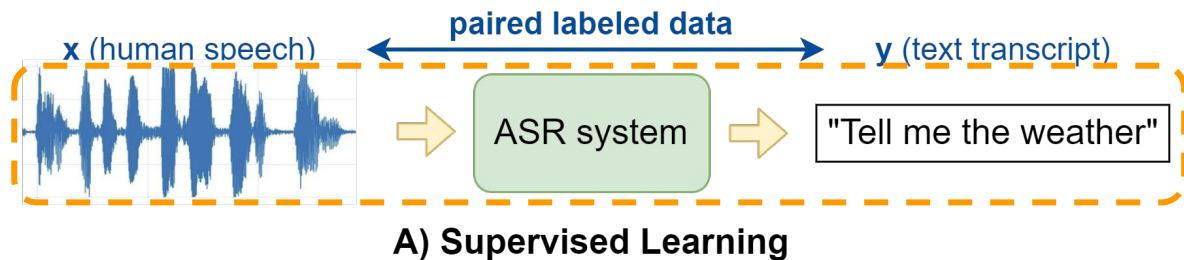 paired labeled data
x (human speech)
y (text transcript)
ASR system
"Tell me the weather"
A) Supervised Learning